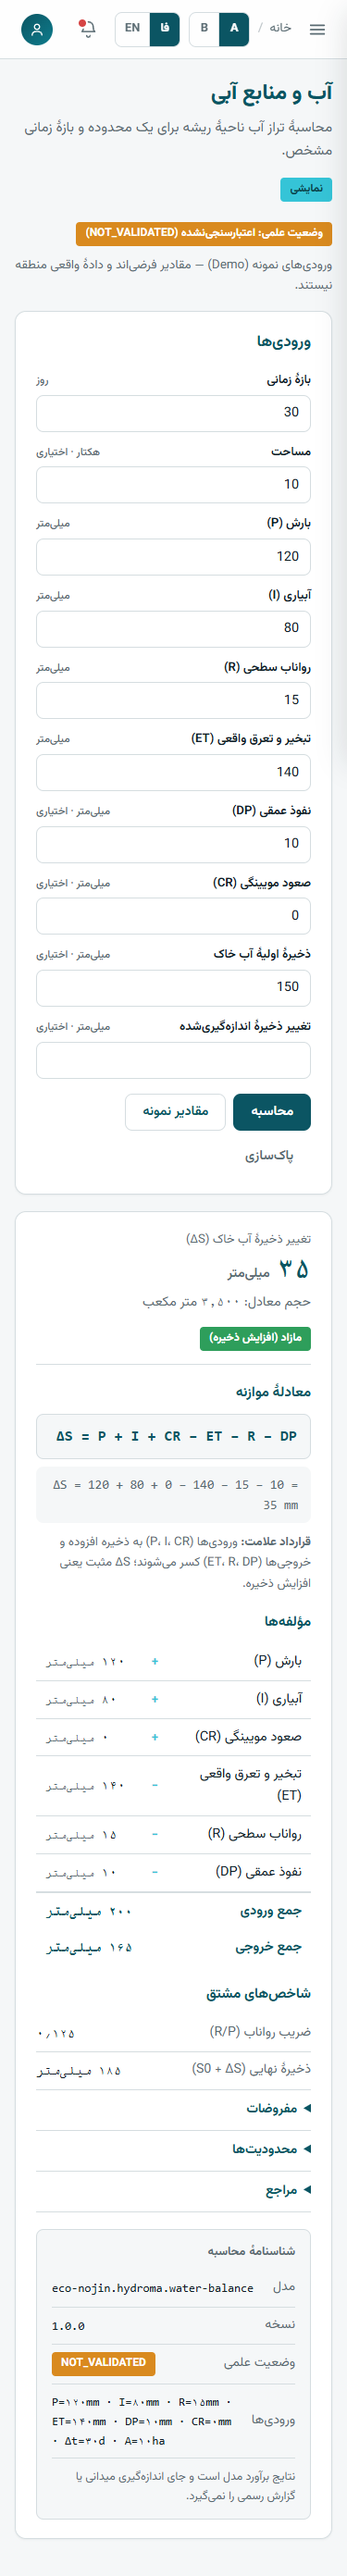 خانه / A B فا EN
آب و منابع آبی
محاسبهٔ تراز آب ناحیهٔ ریشه برای یک محدوده و بازهٔ زمانی
مشخص.
نمایشی
وضعیت علمی: اعتبارسنجی‌نشده (NOT_VALIDATED)
ورودی‌های نمونه (Demo) — مقادیر فرضی‌اند و دادهٔ واقعی منطقه
نیستند.
ورودی‌ها
بازهٔ زمانی روز
30
مساحت هکتار · اختیاری
10
بارش (P) میلی‌متر
120
آبیاری (I) میلی‌متر
80
رواناب سطحی (R) میلی‌متر
15
تبخیر و تعرق واقعی (ET) میلی‌متر
140
نفوذ عمقی (DP) میلی‌متر · اختیاری
10
صعود مویینگی (CR) میلی‌متر · اختیاری
0
ذخیرهٔ اولیهٔ آب خاک میلی‌متر · اختیاری
150
تغییر ذخیرهٔ اندازه‌گیری‌شده میلی‌متر · اختیاری
محاسبه مقادیر نمونه
پاک‌سازی
تغییر ذخیرهٔ آب خاک (ΔS)
۳۵ میلی‌متر
حجم معادل: ۳٬۵۰۰ متر مکعب
مازاد (افزایش ذخیره)
معادلهٔ موازنه
ΔS = P + I + CR − ET − R − DP
ΔS = 120 + 80 + 0 − 140 − 15 − 10 =
35 mm
قرارداد علامت: ورودی‌ها (P، I، CR) به ذخیره افزوده و
خروجی‌ها (ET، R، DP) کسر می‌شوند؛ ΔS مثبت یعنی
افزایش ذخیره.
مؤلفه‌ها
بارش (P) + ۱۲۰ میلی‌متر
آبیاری (I) + ۸۰ میلی‌متر
صعود مویینگی (CR) + ۰ میلی‌متر
تبخیر و تعرق واقعی
(ET) − ۱۴۰ میلی‌متر
رواناب سطحی (R) − ۱۵ میلی‌متر
نفوذ عمقی (DP) − ۱۰ میلی‌متر
جمع ورودی ۲۰۰ میلی‌متر
جمع خروجی ۱۶۵ میلی‌متر
شاخص‌های مشتق
ضریب رواناب (R/P) ۰٫۱۲۵
ذخیرهٔ نهایی (S0 + ΔS) ۱۸۵ میلی‌متر
مفروضات
محدودیت‌ها
مراجع
شناسنامهٔ محاسبه
مدل eco-nojin.hydroma.water-balance
نسخه 1.0.0
وضعیت علمی NOT_VALIDATED
ورودی‌ها P=۱۲۰mm · I=۸۰mm · R=۱۵mm ·
ET=۱۴۰mm · DP=۱۰mm · CR=۰mm
· Δt=۳۰d · A=۱۰ha
نتایج برآورد مدل است و جای اندازه‌گیری میدانی یا
گزارش رسمی را نمی‌گیرد.